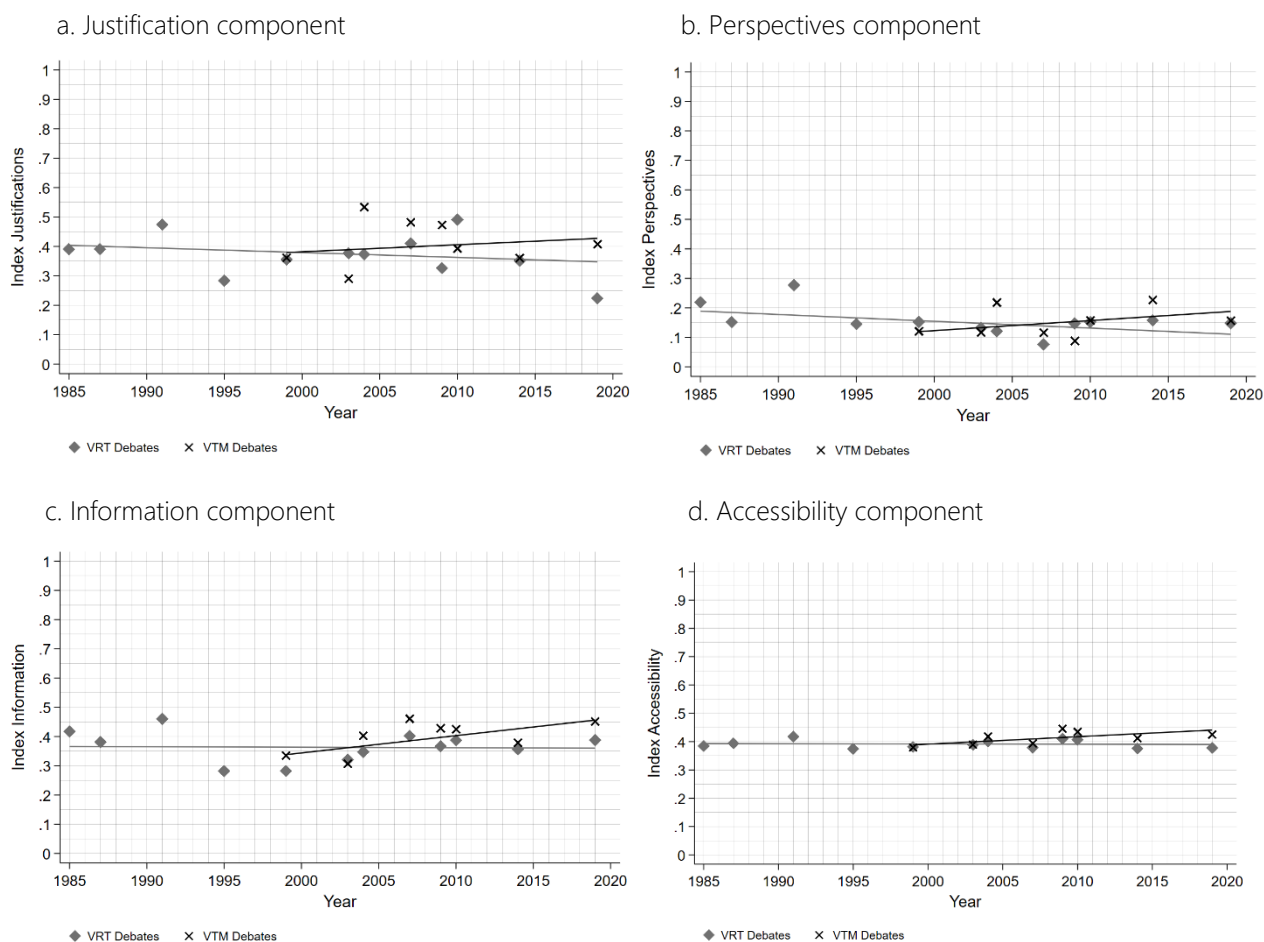 a. Justification component
1
.9
.8
.7
.6
.5
.4
.3
.2
.1
0
Index Justifications
1985 1990 1995 2000 2005 2010 2015 2020
Year
VRT Debates VTM Debates
b. Perspectives component
1
.9
.8
.7
.6
.5
.4
.3
.2
.1
0
Index Perspectives
1985 1990 1995 2000 2005 2010 2015 2020
Year
VRT Debates VTM Debates
c. Information component
1
.9
.8
.7
.6
.5
.4
.3
.2
.1
0
Index Information
1985 1990 1995 2000 2005 2010 2015 2020
Year
VRT Debates VTM Debates
d. Accessibility component
1
.9
.8
.7
.6
.5
.4
.3
.2
.1
0
Index Accessibility
1985 1990 1995 2000 2005 2010 2015 2020
Year
VRT Debates VTM Debates